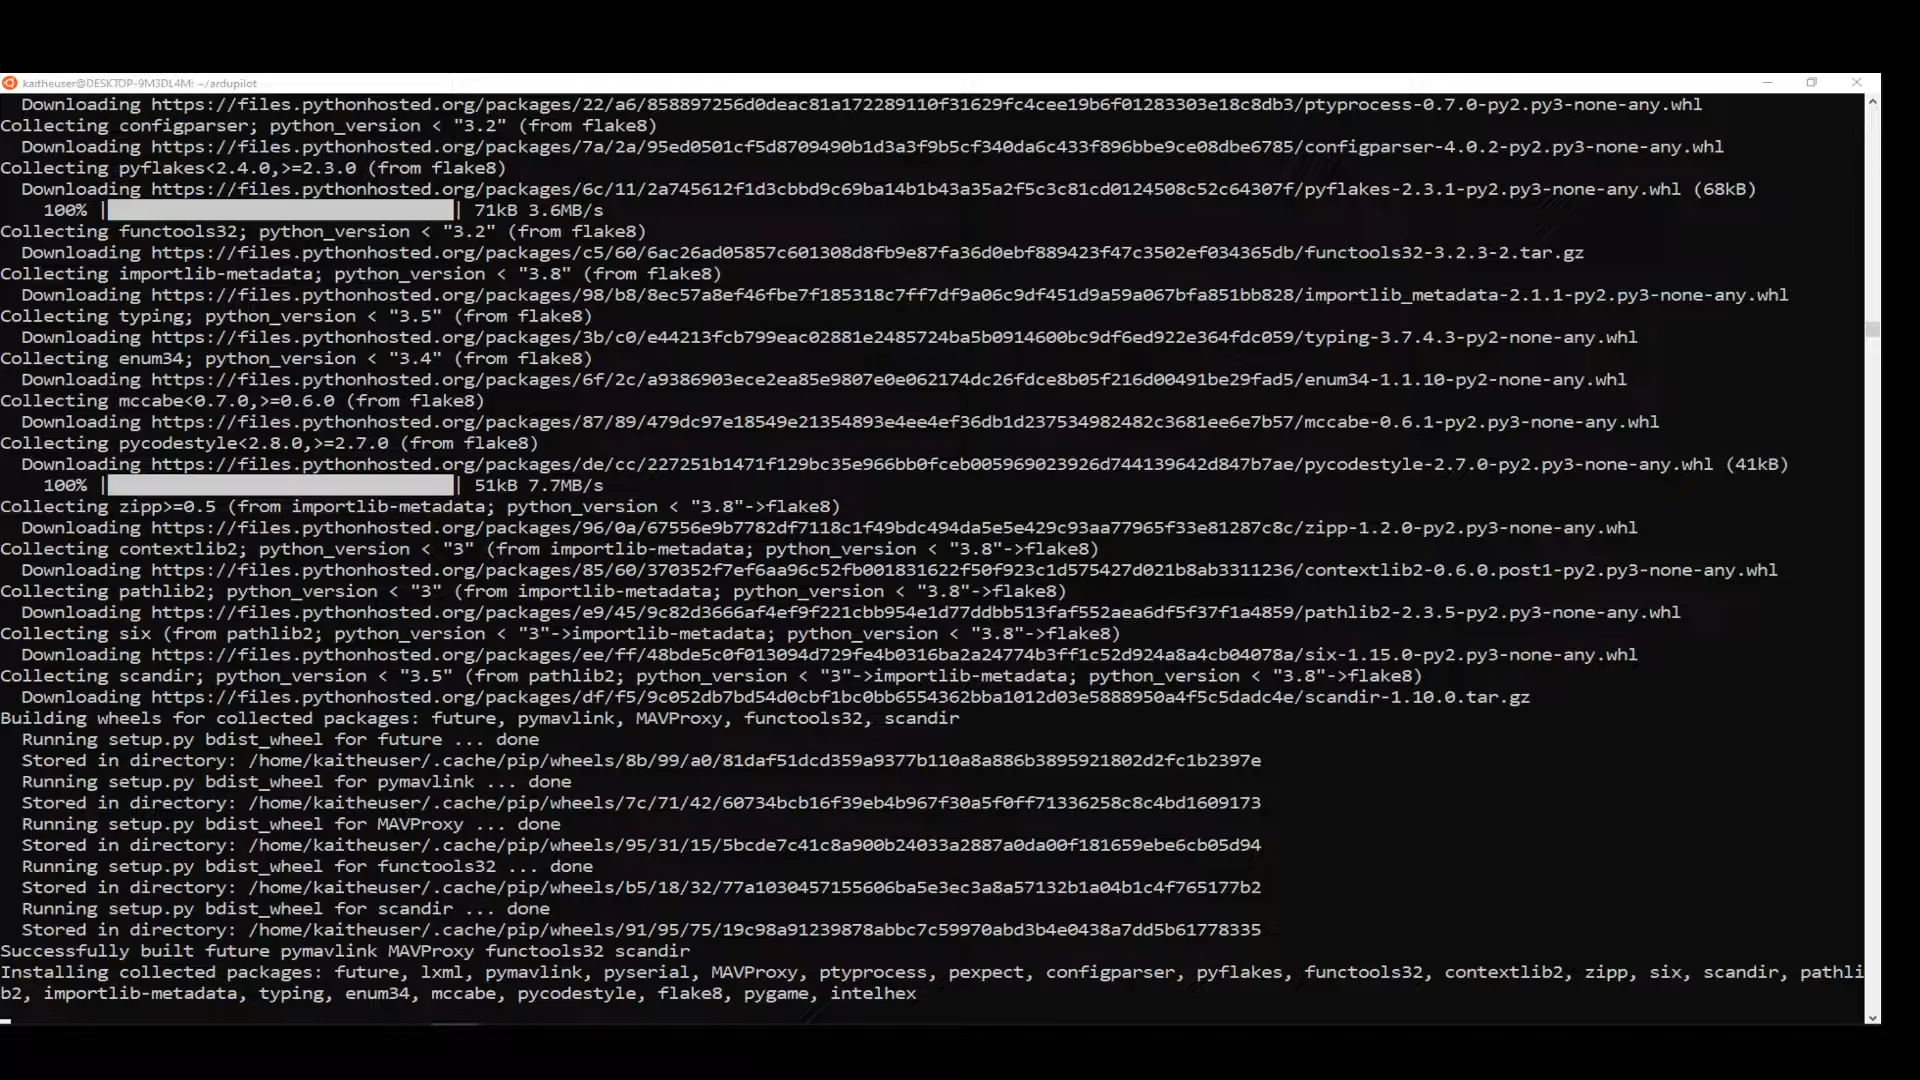 kaitheuser@DESKTOP-9M3DL4M: ~/ardupilot
Downloading https://files.pythonhosted.org/packages/22/a6/858897256d0deac81a172289110f31629fc4cee19b6f01283303e18c8db3/ptyprocess-0.7.0-py2.py3-none-any.whl
Collecting configparser; python_version < "3.2" (from flake8)
Downloading https://files.pythonhosted.org/packages/7a/2a/95ed0501cf5d8709490b1d3a3f9b5cf340da6c433f896bbe9ce08dbe6785/configparser-4.0.2-py2.py3-none-any.whl
Collecting pyflakes<2.4.0,>=2.3.0 (from flake8)
Downloading https://files.pythonhosted.org/packages/6c/11/2a745612f1d3cbbd9c69ba14b1b43a35a2f5c3c81cd0124508c52c64307f/pyflakes-2.3.1-py2.py3-none-any.whl (68kB)
100% | | 71kB 3.6MB/s
Collecting functools32; python_version < "3.2" (from flake8)
Downloading https://files.pythonhosted.org/packages/c5/60/6ac26ad05857c601308d8fb9e87fa36d0ebf889423f47c3502ef034365db/functools32-3.2.3-2.tar.gz
Collecting importlib-metadata; python_version < "3.8" (from flake8)
Downloading https://files.pythonhosted.org/packages/98/b8/8ec57a8ef46fbe7f185318c7ff7df9a06c9df451d9a59a067bfa851bb828/importlib_metadata-2.1.1-py2.py3-none-any.whl
Collecting typing; python_version < "3.5" (from flake8)
Downloading https://files.pythonhosted.org/packages/3b/c0/e44213fcb799eac02881e2485724ba5b0914600bc9df6ed922e364fdc059/typing-3.7.4.3-py2-none-any.whl
Collecting enum34; python_version < "3.4" (from flake8)
Downloading https://files.pythonhosted.org/packages/6f/2c/a9386903ece2ea85e9807e0e062174dc26fdce8b05f216d00491be29fad5/enum34-1.1.10-py2-none-any.whl
Collecting mccabe<0.7.0,>=0.6.0 (from flake8)
Downloading https://files.pythonhosted.org/packages/87/89/479dc97e18549e21354893e4ee4ef36db1d237534982482c3681ee6e7b57/mccabe-0.6.1-py2.py3-none-any.whl
Collecting pycodestyle<2.8.0,>=2.7.0 (from flake8)
Downloading https://files.pythonhosted.org/packages/de/cc/227251b1471f129bc35e966bb0fceb005969023926d744139642d847b7ae/pycodestyle-2.7.0-py2.py3-none-any.whl (41kB)
100% | | 51kB 7.7MB/s
Collecting zipp>=0.5 (from importlib-metadata; python_version < "3.8"->flake8)
Downloading https://files.pythonhosted.org/packages/96/0a/67556e9b7782df7118c1f49bdc494da5e5e429c93aa77965f33e81287c8c/zipp-1.2.0-py2.py3-none-any.whl
Collecting contextlib2; python_version < "3" (from importlib-metadata; python_version < "3.8"->flake8)
Downloading https://files.pythonhosted.org/packages/85/60/370352f7ef6aa96c52fb001831622f50f923c1d575427d021b8ab3311236/contextlib2-0.6.0.post1-py2.py3-none-any.whl
Collecting pathlib2; python_version < "3" (from importlib-metadata; python_version < "3.8"->flake8)
Downloading https://files.pythonhosted.org/packages/e9/45/9c82d3666af4ef9f221cbb954e1d77ddbb513faf552aea6df5f37f1a4859/pathlib2-2.3.5-py2.py3-none-any.whl
Collecting six (from pathlib2; python_version < "3"->importlib-metadata; python_version < "3.8"->flake8)
Downloading https://files.pythonhosted.org/packages/ee/ff/48bde5c0f013094d729fe4b0316ba2a24774b3ff1c52d924a8a4cb04078a/six-1.15.0-py2.py3-none-any.whl
Collecting scandir; python_version < "3.5" (from pathlib2; python_version < "3"->importlib-metadata; python_version < "3.8"->flake8)
Downloading https://files.pythonhosted.org/packages/df/f5/9c052db7bd54d0cbf1bc0bb6554362bba1012d03e5888950a4f5c5dadc4e/scandir-1.10.0.tar.gz
Building wheels for collected packages: future, pymavlink, MAVProxy, functools32, scandir
Running setup.py bdist_wheel for future ... done
Stored in directory: /home/kaitheuser/.cache/pip/wheels/8b/99/a0/81daf51dcd359a9377b110a8a886b3895921802d2fc1b2397e
Running setup.py bdist_wheel for pymavlink ... done
Stored in directory: /home/kaitheuser/.cache/pip/wheels/7c/71/42/60734bcb16f39eb4b967f30a5f0ff71336258c8c4bd1609173
Running setup.py bdist_wheel for MAVProxy ... done
Stored in directory: /home/kaitheuser/.cache/pip/wheels/95/31/15/5bcde7c41c8a900b24033a2887a0da00f181659ebe6cb05d94
Running setup.py bdist_wheel for functools32 ... done
Stored in directory: /home/kaitheuser/.cache/pip/wheels/b5/18/32/77a1030457155606ba5e3ec3a8a57132b1a04b1c4f765177b2
Running setup.py bdist_wheel for scandir ... done
Stored in directory: /home/kaitheuser/.cache/pip/wheels/91/95/75/19c98a91239878abbc7c59970abd3b4e0438a7dd5b61778335
Successfully built future pymavlink MAVProxy functools32 scandir
Installing collected packages: future, lxml, pymavlink, pyserial, MAVProxy, ptyprocess, pexpect, configparser, pyflakes, functools32, contextlib2, zipp, six, scandir, pathli
b2, importlib-metadata, typing, enum34, mccabe, pycodestyle, flake8, pygame, intelhex